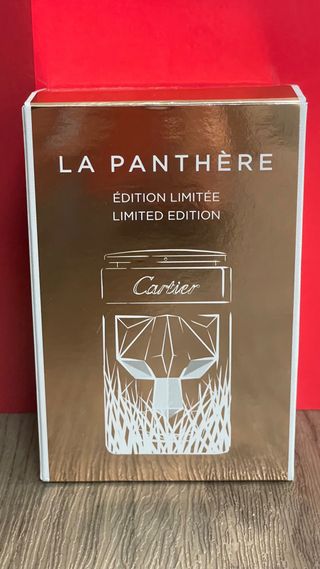 LA PANTHÈRE
ÉDITION LIMITÉE
LIMITED EDITION
Cartier